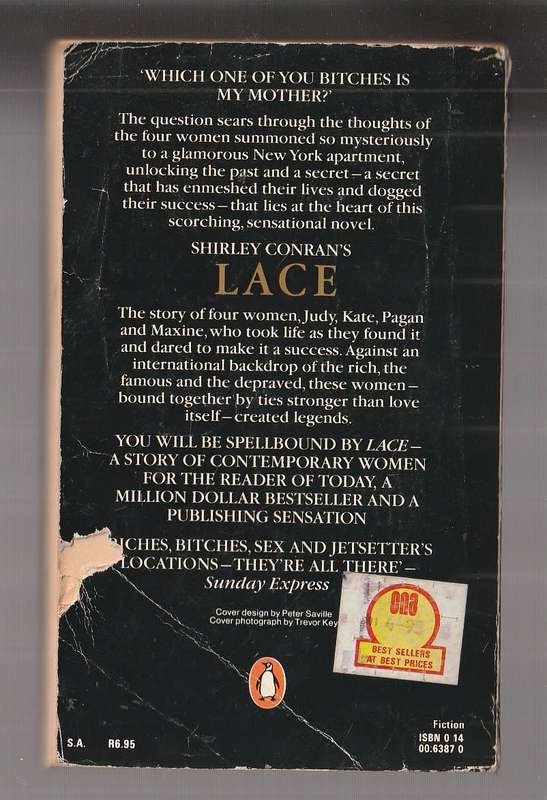 ‘WHICH ONE OF YOU BITCHES IS
MY MOTHER?’
The question sears through the thoughts of
the four women summoned so mysteriously
to a glamorous New York apartment,
unlocking the past and a secret – a secret
that has enmeshed their lives and dogged
their success – that lies at the heart of this
scorching, sensational novel.
SHIRLEY CONRAN'S
LACE
The story of four women, Judy, Kate, Pagan
and Maxine, who took life as they found it
and dared to make it a success. Against an
international backdrop of the rich, the
famous and the depraved, these women –
bound together by ties stronger than love
itself – created legends.
YOU WILL BE SPELLBOUND BY LACE –
A STORY OF CONTEMPORARY WOMEN
FOR THE READER OF TODAY, A
MILLION DOLLAR BESTSELLER AND A
PUBLISHING SENSATION
ICHES, BITCHES, SEX AND JETSETTER'S
LOCATIONS – THEY'RE ALL THERE’ –
Sunday Express
Cover design by Peter Saville
Cover photograph by Trevor Key
cna
BEST SELLERS
AT BEST PRICES
Fiction
ISBN 0 14
00.6387 0
S.A. R6.95